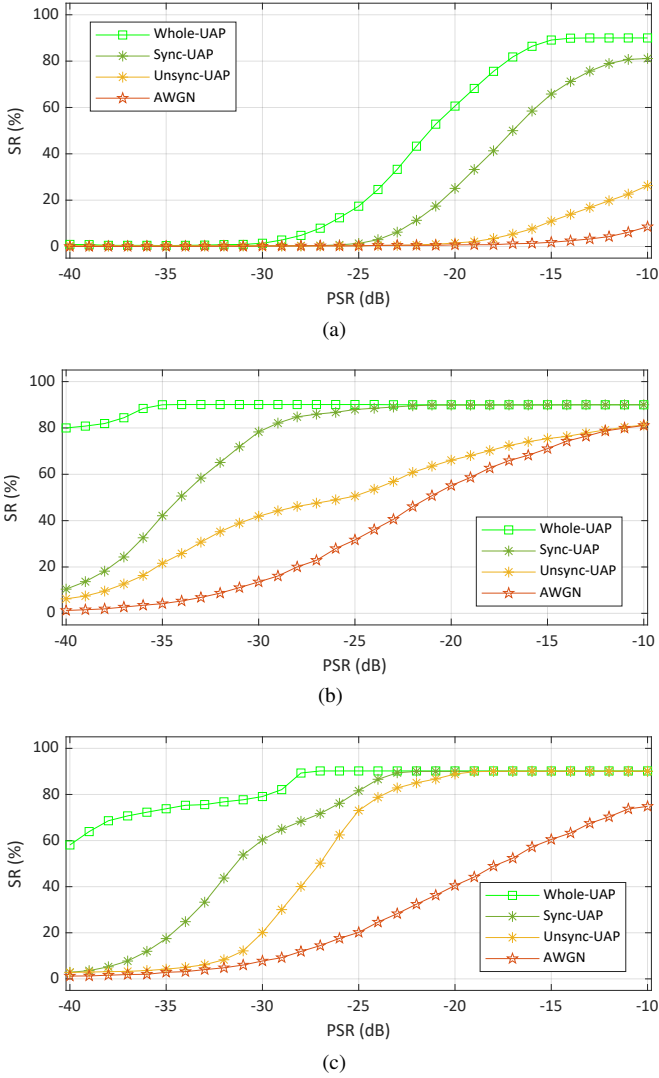 100
80
60
40
20
0
SR (%)
Whole-UAP
Sync-UAP
Unsync-UAP
AWGN
-40 -35 -30 -25 -20 -15 -10
PSR (dB)
(a)
100
80
60
40
20
0
SR (%)
Whole-UAP
Sync-UAP
Unsync-UAP
AWGN
-40 -35 -30 -25 -20 -15 -10
PSR (dB)
(b)
100
80
60
40
20
0
SR (%)
Whole-UAP
Sync-UAP
Unsync-UAP
AWGN
-40 -35 -30 -25 -20 -15 -10
PSR (dB)
(c)